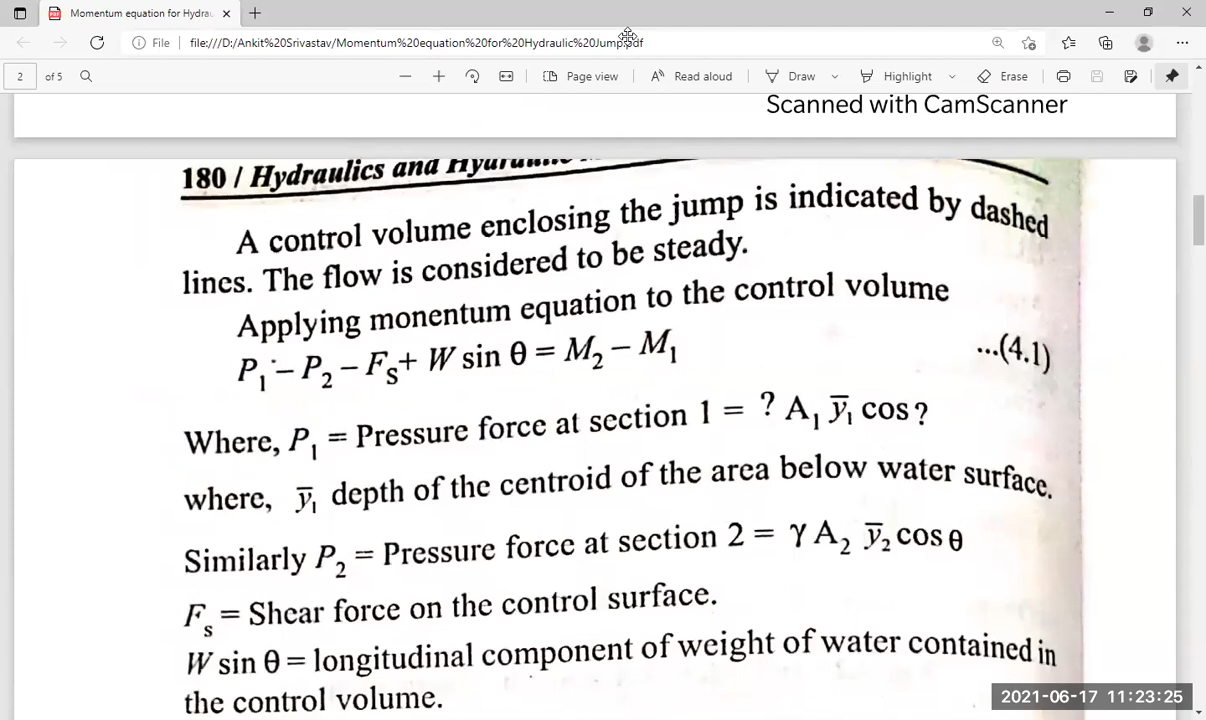 Momentum equation for Hydrau
File
file:///D:/Ankit%20Srivastav/Momentum%20equation%20for%20Hydraulic%20Jump.pdf
2 of 5
Page view
Read aloud
Draw
Highlight
Erase
Scanned with CamScanner
180 / Hydraulics and
A control volume enclosing the jump is indicated by dashed
lines. The flow is considered to be steady.
Applying monentum equation to the control volume
P₁ – P₂ – Fₛ + W sin θ = M₂ – M₁ ...(4.1)
Where, P₁ = Pressure force at section 1 = ? A₁ ȳ₁ cos ?
where, ȳ₁ depth of the centroid of the area below water surface.
Similarly P₂ = Pressure force at section 2 = γ A₂ ȳ₂ cos θ
Fₛ = Shear force on the control surface.
W sin θ = longitudinal component of weight of water contained in
the control volume.
2021-06-17 11:23:25